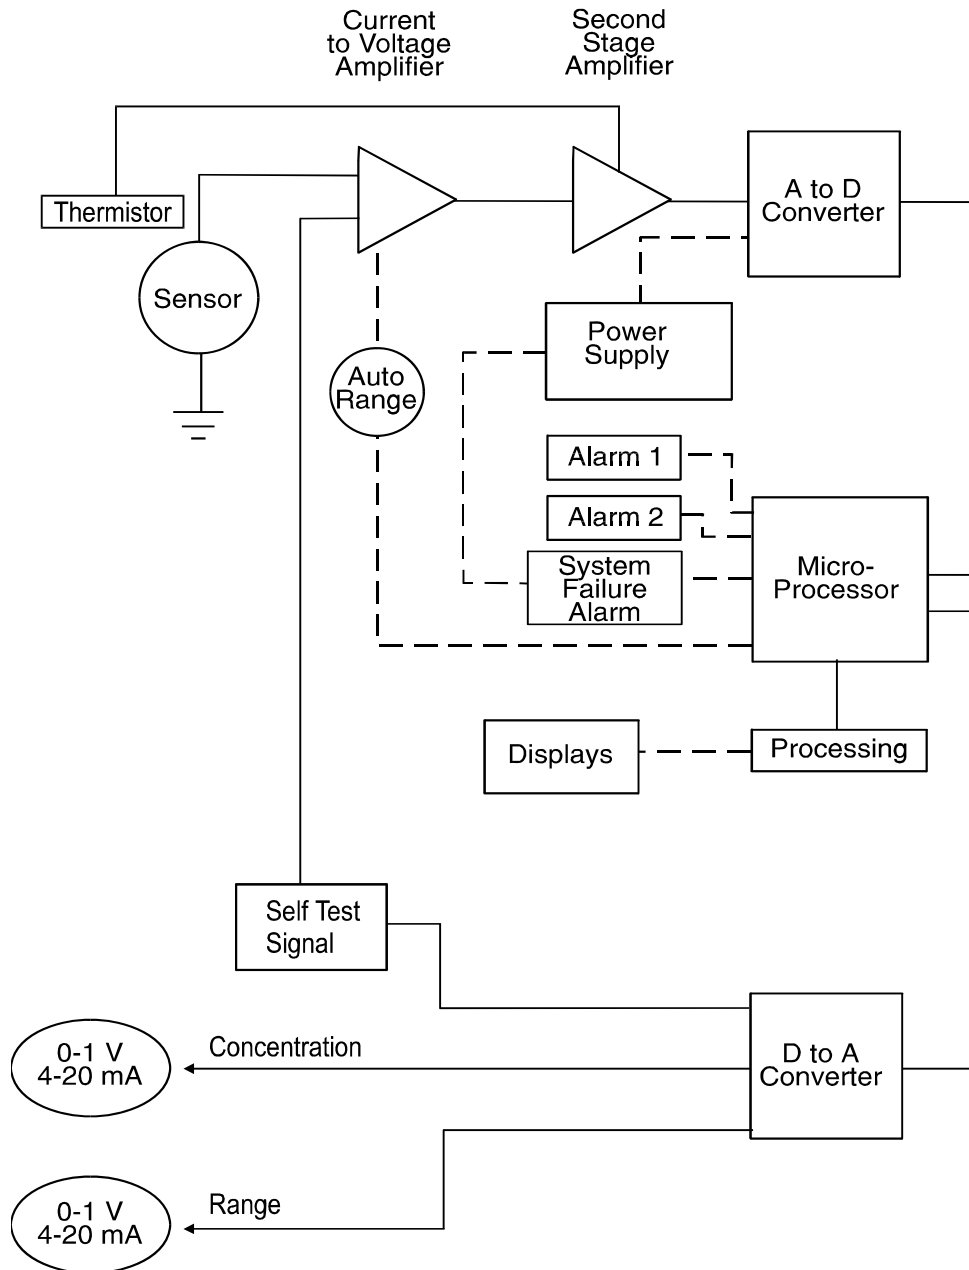 Current
to Voltage
Amplifier
Second
Stage
Amplifier
Thermistor
A to D
Converter
Sensor
Power
Supply
Auto
Range
Alarm 1
Alarm 2
System
Failure
Alarm
Micro-
Processor
Displays
Processing
Self Test
Signal
0-1 V
4-20 mA
Concentration
D to A
Converter
0-1 V
4-20 mA
Range